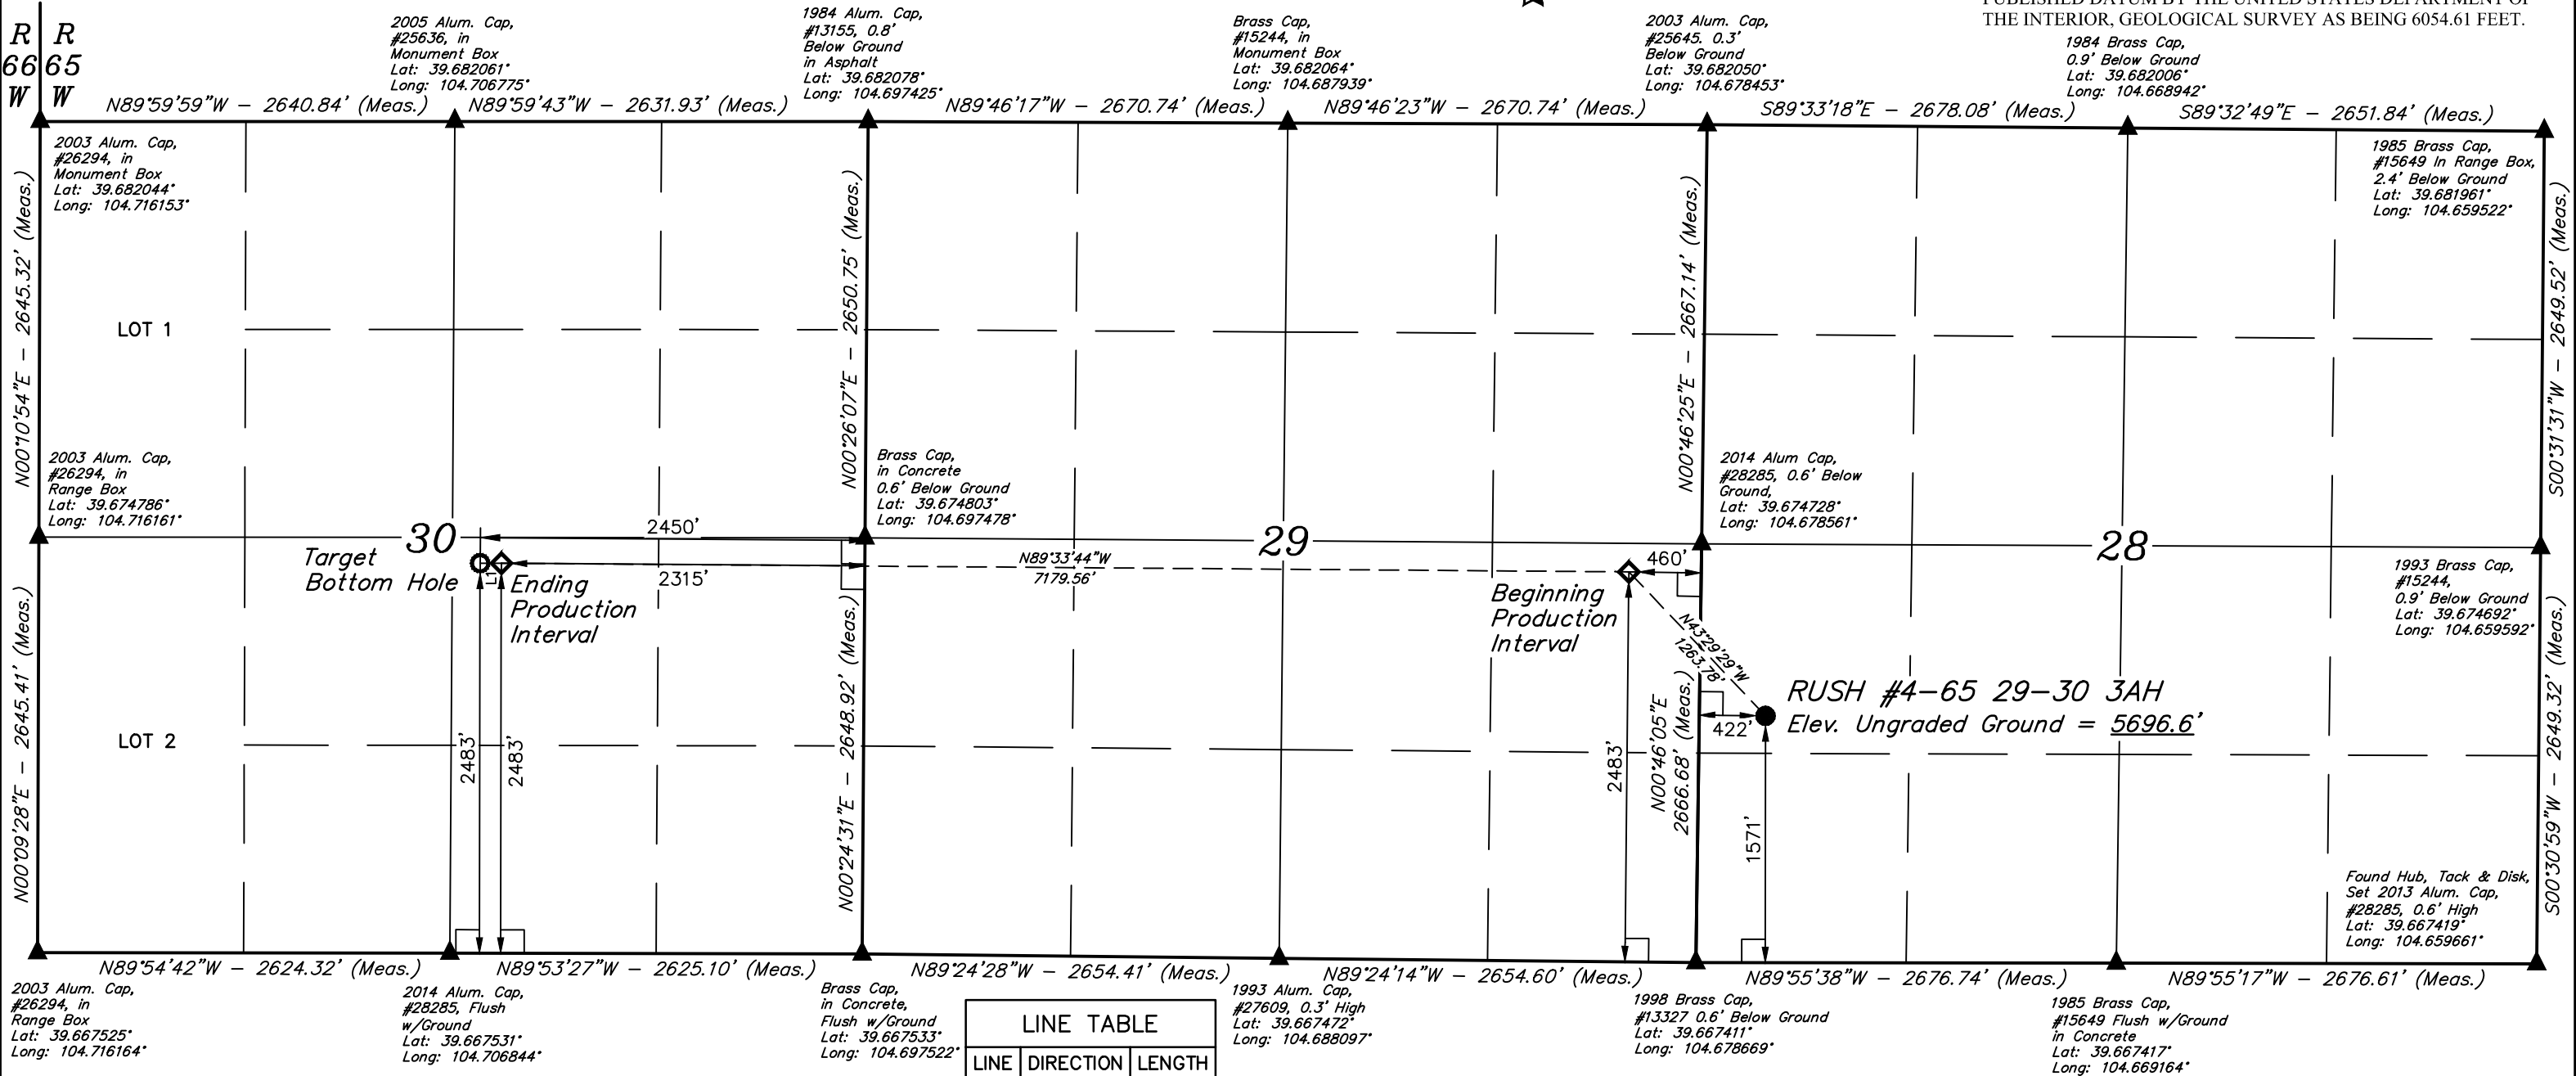 PUBLISHED DATUM BY THE UNITED STATES DEPARTMENT OF
THE INTERIOR, GEOLOGICAL SURVEY AS BEING 6054.61 FEET.
R R
66 65
W W
2005 Alum. Cap,
#25636, in
Monument Box
Lat: 39.682061°
Long: 104.706775°
1984 Alum. Cap,
#13155, 0.8'
Below Ground
in Asphalt
Lat: 39.682078°
Long: 104.697425°
Brass Cap,
#15244, in
Monument Box
Lat: 39.682064°
Long: 104.687939°
2003 Alum. Cap,
#25645. 0.3'
Below Ground
Lat: 39.682050°
Long: 104.678453°
1984 Brass Cap,
0.9' Below Ground
Lat: 39.682006°
Long: 104.668942°
N89°59'59"W - 2640.84' (Meas.)
N89°59'43"W - 2631.93' (Meas.)
N89°46'17"W - 2670.74' (Meas.)
N89°46'23"W - 2670.74' (Meas.)
S89°33'18"E - 2678.08' (Meas.)
S89°32'49"E - 2651.84' (Meas.)
2003 Alum. Cap,
#26294, in
Monument Box
Lat: 39.682044°
Long: 104.716153°
1985 Brass Cap,
#15649 In Range Box,
2.4' Below Ground
Lat: 39.681961°
Long: 104.659522°
N00°10'54"E - 2645.32' (Meas.)
N00°26'07"E - 2650.75' (Meas.)
N00°46'25"E - 2667.14' (Meas.)
S00°31'31"W - 2649.52' (Meas.)
LOT 1
2003 Alum. Cap,
#26294, in
Range Box
Lat: 39.674786°
Long: 104.716161°
Brass Cap,
in Concrete
0.6' Below Ground
Lat: 39.674803°
Long: 104.697478°
2014 Alum Cap,
#28285, 0.6' Below
Ground,
Lat: 39.674728°
Long: 104.678561°
30
2450'
29
28
Target
Bottom Hole
L1
Ending
Production
Interval
2315'
N89°33'44"W
7179.56'
460'
Beginning
Production
Interval
1993 Brass Cap,
#15244,
0.9' Below Ground
Lat: 39.674692°
Long: 104.659592°
N43°29'29"W
1263.78'
RUSH #4-65 29-30 3AH
Elev. Ungraded Ground = 5696.6'
422'
LOT 2
N00°09'28"E - 2645.41' (Meas.)
2483'
2483'
N00°24'31"E - 2648.92' (Meas.)
2483'
N00°46'05"E
2666.68' (Meas.)
1571'
S00°30'59"W - 2649.32' (Meas.)
Found Hub, Tack & Disk,
Set 2013 Alum. Cap,
#28285, 0.6' High
Lat: 39.667419°
Long: 104.659661°
N89°54'42"W - 2624.32' (Meas.)
N89°53'27"W - 2625.10' (Meas.)
N89°24'28"W - 2654.41' (Meas.)
N89°24'14"W - 2654.60' (Meas.)
N89°55'38"W - 2676.74' (Meas.)
N89°55'17"W - 2676.61' (Meas.)
2003 Alum. Cap,
#26294, in
Range Box
Lat: 39.667525°
Long: 104.716164°
2014 Alum. Cap,
#28285, Flush
w/Ground
Lat: 39.667531°
Long: 104.706844°
Brass Cap,
in Concrete,
Flush w/Ground
Lat: 39.667533°
Long: 104.697522°
1993 Alum. Cap,
#27609, 0.3' High
Lat: 39.667472°
Long: 104.688097°
1998 Brass Cap,
#13327 0.6' Below Ground
Lat: 39.667411°
Long: 104.678669°
1985 Brass Cap,
#15649 Flush w/Ground
in Concrete
Lat: 39.667417°
Long: 104.669164°
LINE TABLE
LINE DIRECTION LENGTH